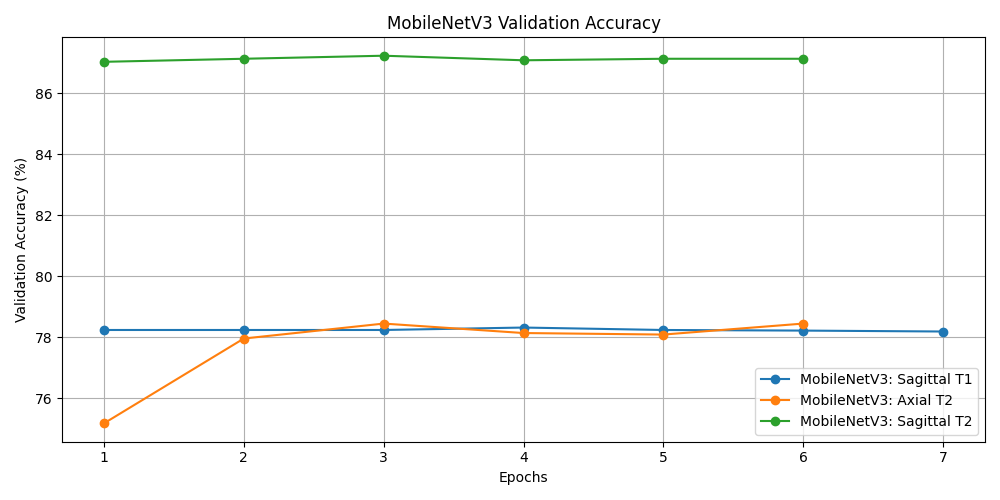 MobileNetV3 Validation Accuracy
Validation Accuracy (%)
86
84
82
80
78
76
1 2 3 4 5 6 7
Epochs
MobileNetV3: Sagittal T1
MobileNetV3: Axial T2
MobileNetV3: Sagittal T2